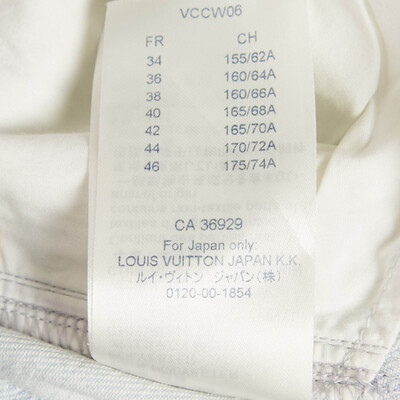 VCCW06
FR CH
34 155/62A
36 160/64A
38 160/66A
40 165/68A
42 165/70A
44 170/72A
46 175/74A
CA 36929
For Japan only:
LOUIS VUITTON JAPAN K.K.
ルイ・ヴィトン ジャパン(株)
0120-00-1854